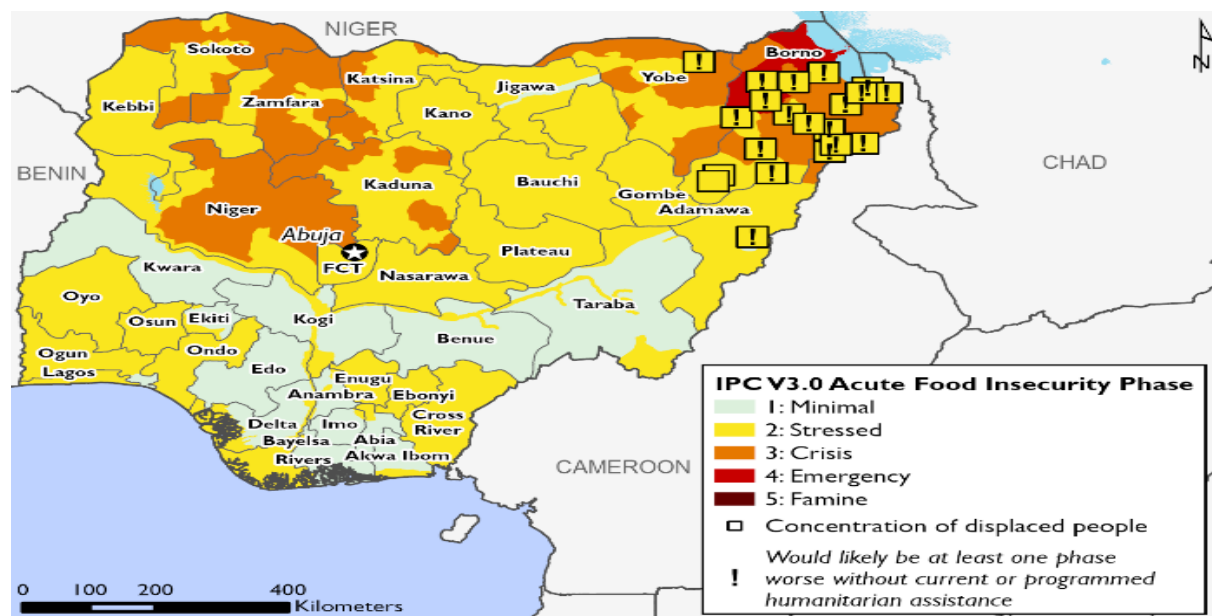 NIGER
Sokoto
Borno
N
Katsina
Yobe
Jigawa
Kebbi
Zamfara
Kano
BENIN
CHAD
Kaduna
Bauchi
Gombe
Niger
Adamawa
Abuja
Plateau
FCT
Kwara
Nasarawa
Oyo
Taraba
Osun
Ekiti
Kogi
Benue
Ogun
Ondo
Lagos
Edo
Enugu
Anambra
Ebonyi
Delta
Imo
Cross
River
Bayelsa
Abia
Rivers
Akwa Ibom
CAMEROON
IPC V3.0 Acute Food Insecurity Phase
1: Minimal
2: Stressed
3: Crisis
4: Emergency
5: Famine
Concentration of displaced people
! Would likely be at least one phase
worse without current or programmed
humanitarian assistance
0 100 200 400
Kilometers